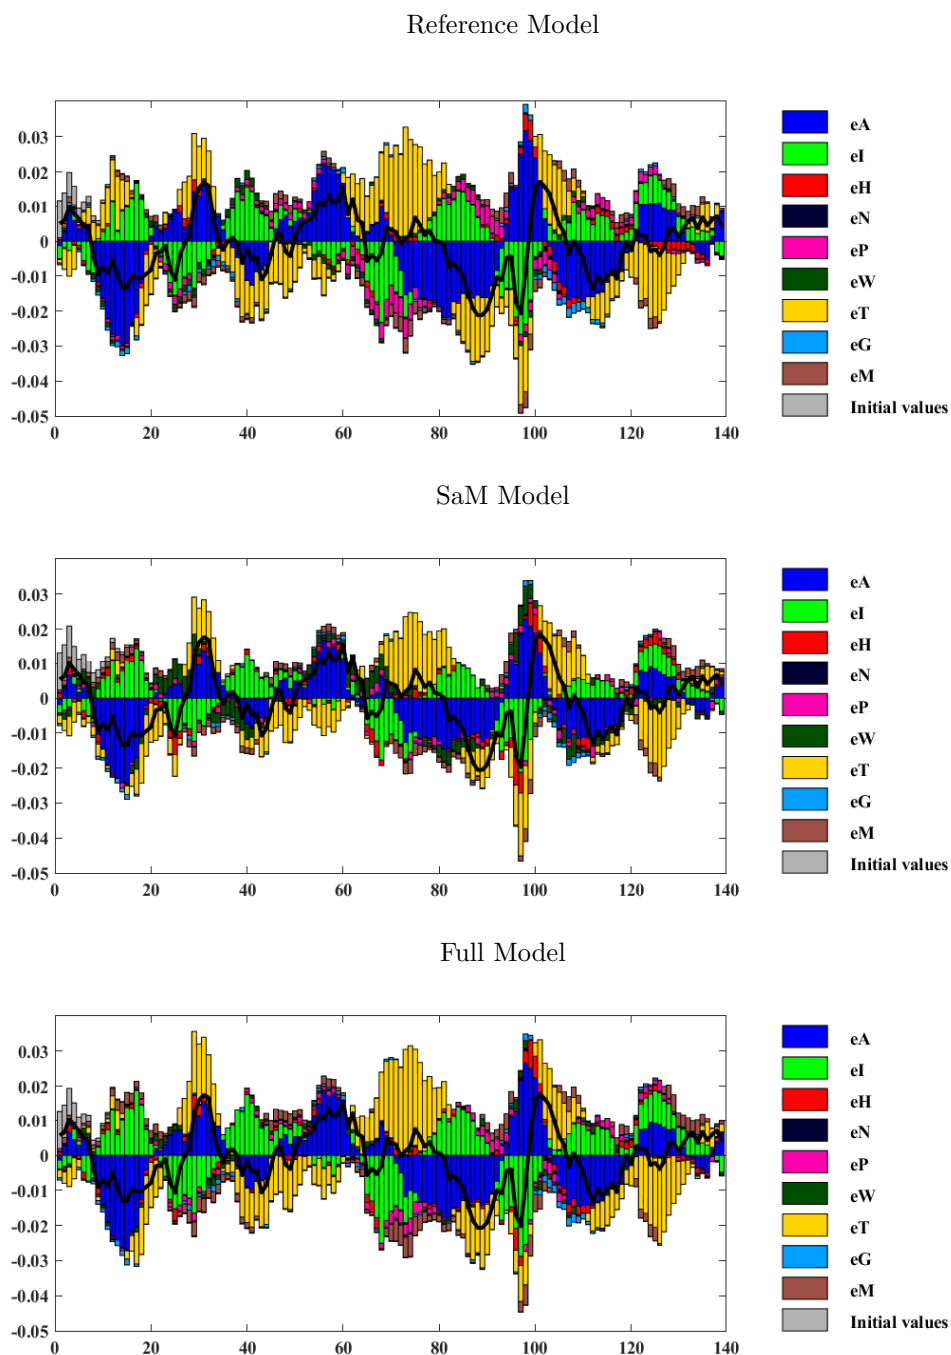 Reference Model
0.03
0.02
0.01
0
-0.01
-0.02
-0.03
-0.04
-0.05
0 20 40 60 80 100 120 140
eA
eI
eH
eN
eP
eW
eT
eG
eM
Initial values
SaM Model
0.03
0.02
0.01
0
-0.01
-0.02
-0.03
-0.04
-0.05
0 20 40 60 80 100 120 140
eA
eI
eH
eN
eP
eW
eT
eG
eM
Initial values
Full Model
0.03
0.02
0.01
0
-0.01
-0.02
-0.03
-0.04
-0.05
0 20 40 60 80 100 120 140
eA
eI
eH
eN
eP
eW
eT
eG
eM
Initial values